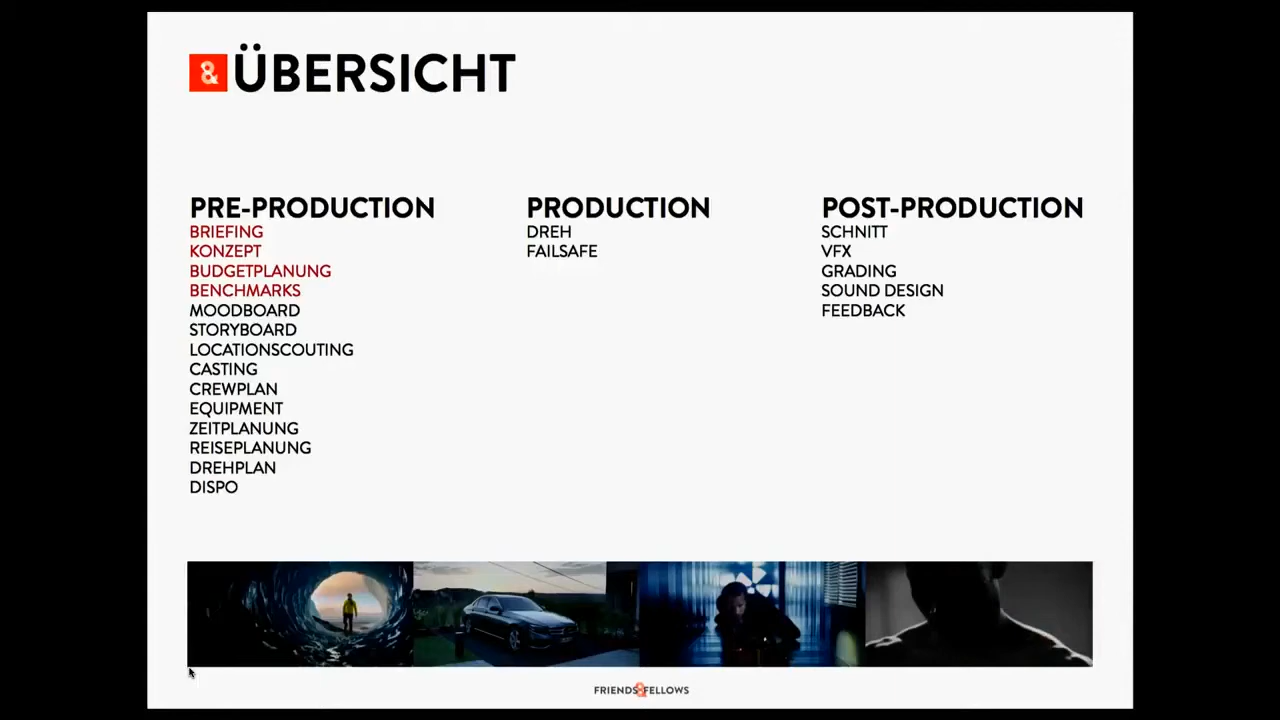 & ÜBERSICHT
PRE-PRODUCTION
BRIEFING
KONZEPT
BUDGETPLANUNG
BENCHMARKS
MOODBOARD
STORYBOARD
LOCATIONSCOUTING
CASTING
CREWPLAN
EQUIPMENT
ZEITPLANUNG
REISEPLANUNG
DREHPLAN
DISPO
PRODUCTION
DREH
FAILSAFE
POST-PRODUCTION
SCHNITT
VFX
GRADING
SOUND DESIGN
FEEDBACK
FRIENDS&FELLOWS